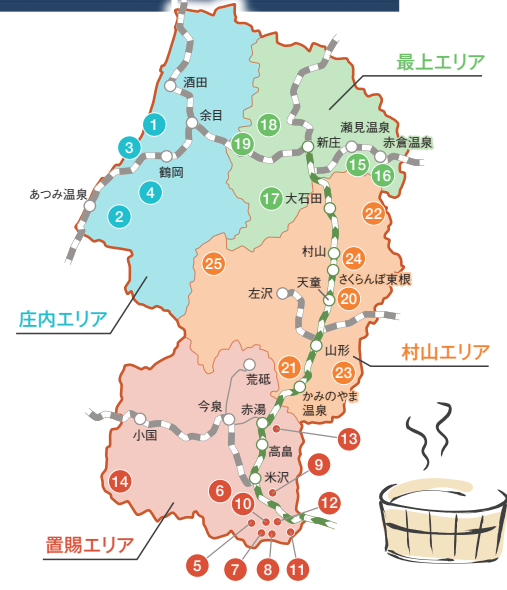 最上エリア
酒田
余目
1
18
19
新庄
瀬見温泉
赤倉温泉
3
鶴岡
15
16
あつみ温泉
4
17
大石田
2
22
25
村山
24
さくらんぼ東根
天童
左沢
20
庄内エリア
山形
村山エリア
21
23
荒砥
かみのやま
温泉
今泉
赤湯
小国
13
高畠
9
米沢
14
6
10
12
置賜エリア
5
7
8
11